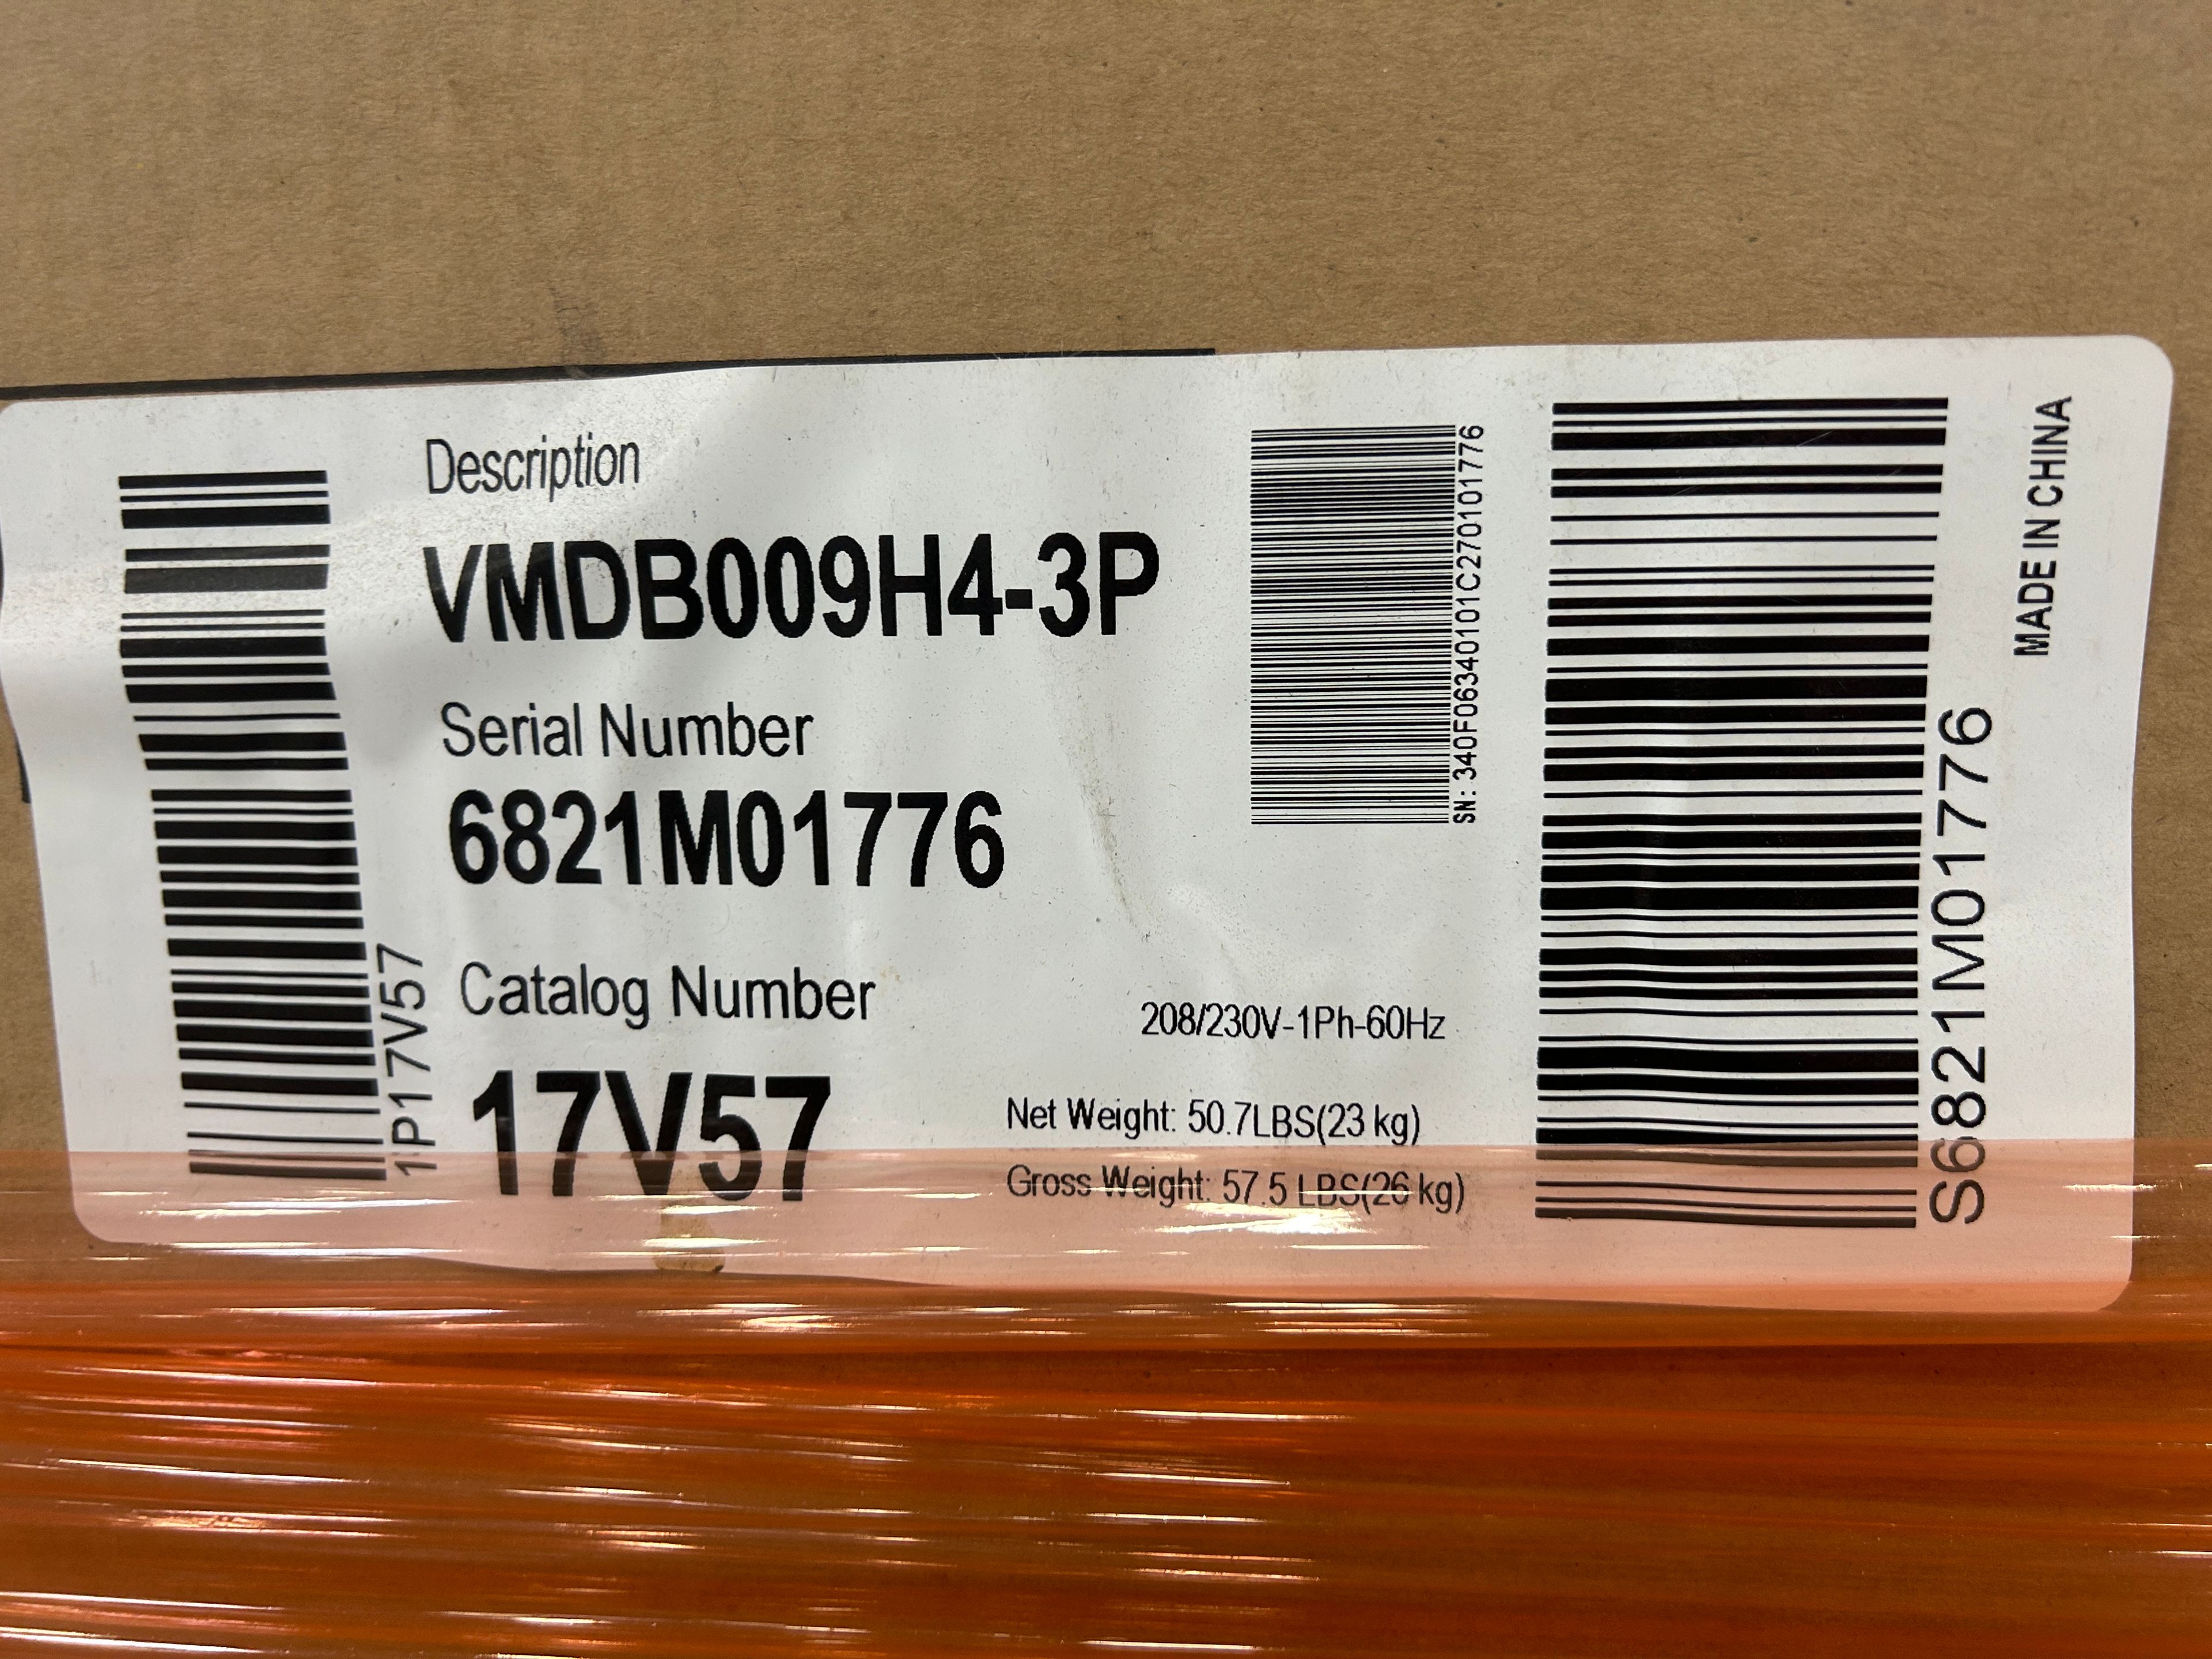 Description
VMDB009H4-3P
Serial Number
6821M01776
Catalog Number
17V57
1P17V57
208/230V-1Ph-60Hz
Net Weight: 50.7LBS(23 kg)
Gross Weight: 57.5 LBS(26 kg)
SN: 340F06340101C270101776
S6821M01776
MADE IN CHINA